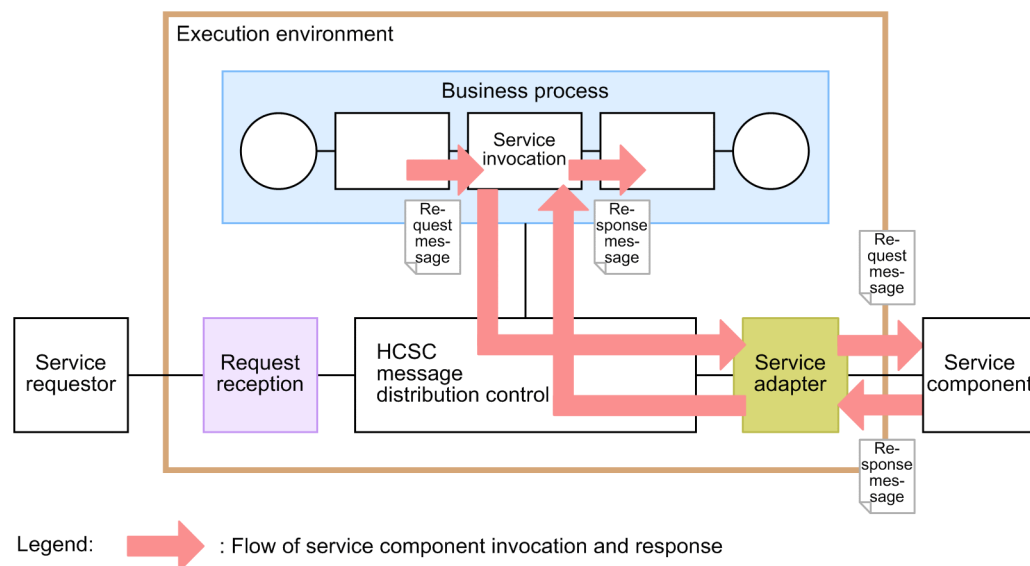 Execution environment
Business process
Service
invocation
Re-
quest
mes-
sage
Re-
sponse
mes-
sage
Re-
quest
mes-
sage
Service
requestor
Request
reception
HCSC
message
distribution control
Service
adapter
Service
component
Re-
sponse
mes-
sage
Legend:
: Flow of service component invocation and response